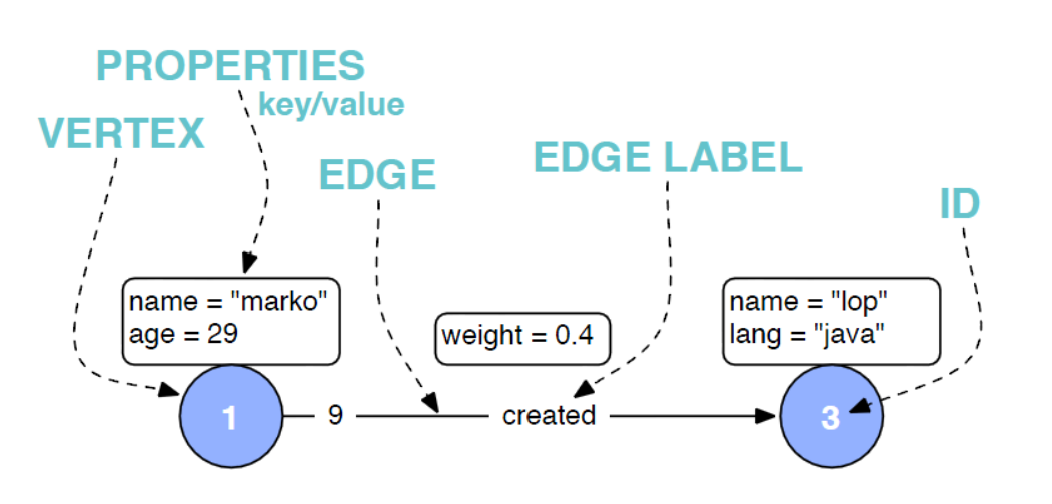 PROPERTIES
key/value
VERTEX
EDGE
EDGE LABEL
ID
name = "marko"
age = 29
weight = 0.4
name = "lop"
lang = "java"
1
9
created
3